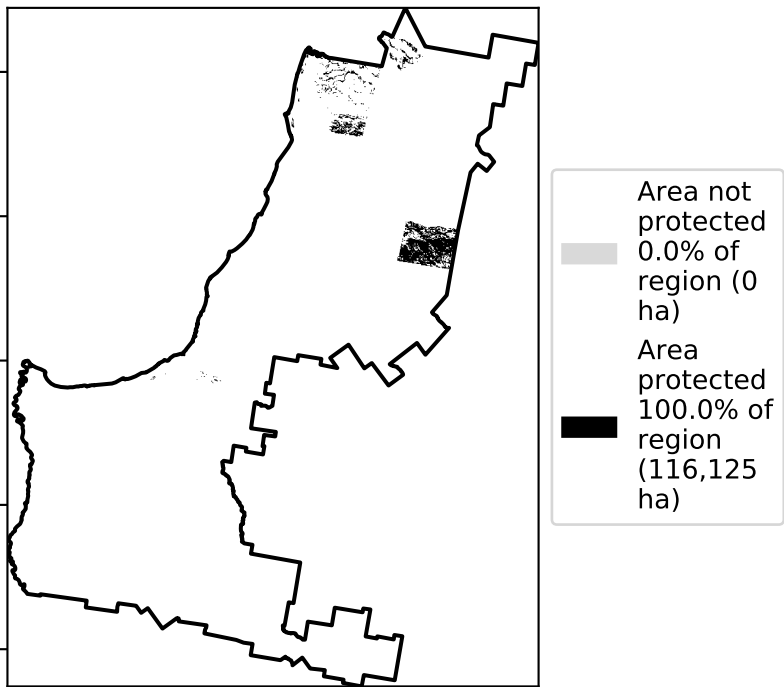 Area not
protected
0.0% of
region (0
ha)
Area
protected
100.0% of
region
(116,125
ha)